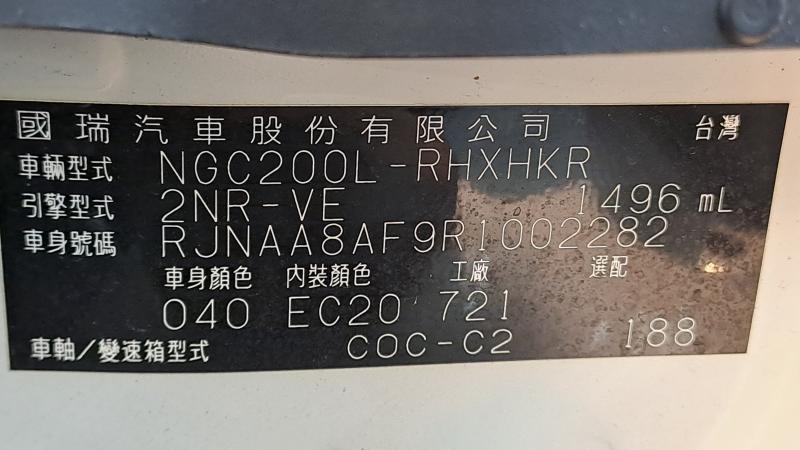 國瑞汽車股份有限公司 台灣
車輛型式 NGC200L-RHXHKR
引擎型式 2NR-VE 1496 mL
車身號碼 RJNAA8AF9R1002282
車身顏色 內裝顏色 工廠 選配
040 EC20 721
車軸/變速箱型式 COC-C2 188